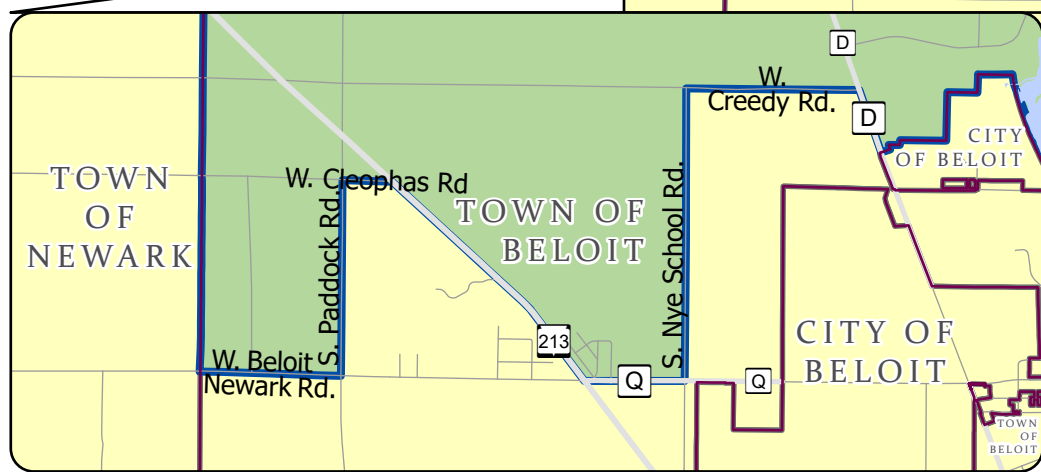 D
W.
Creedy Rd.
D
CITY
OF BELOIT
TOWN
OF
NEWARK
W. Cleophas Rd
S. Paddock Rd.
TOWN OF
BELOIT
S. Nye School Rd.
213
W. Beloit
Newark Rd.
Q
Q
CITY OF
BELOIT
TOWN
OF
BELOIT